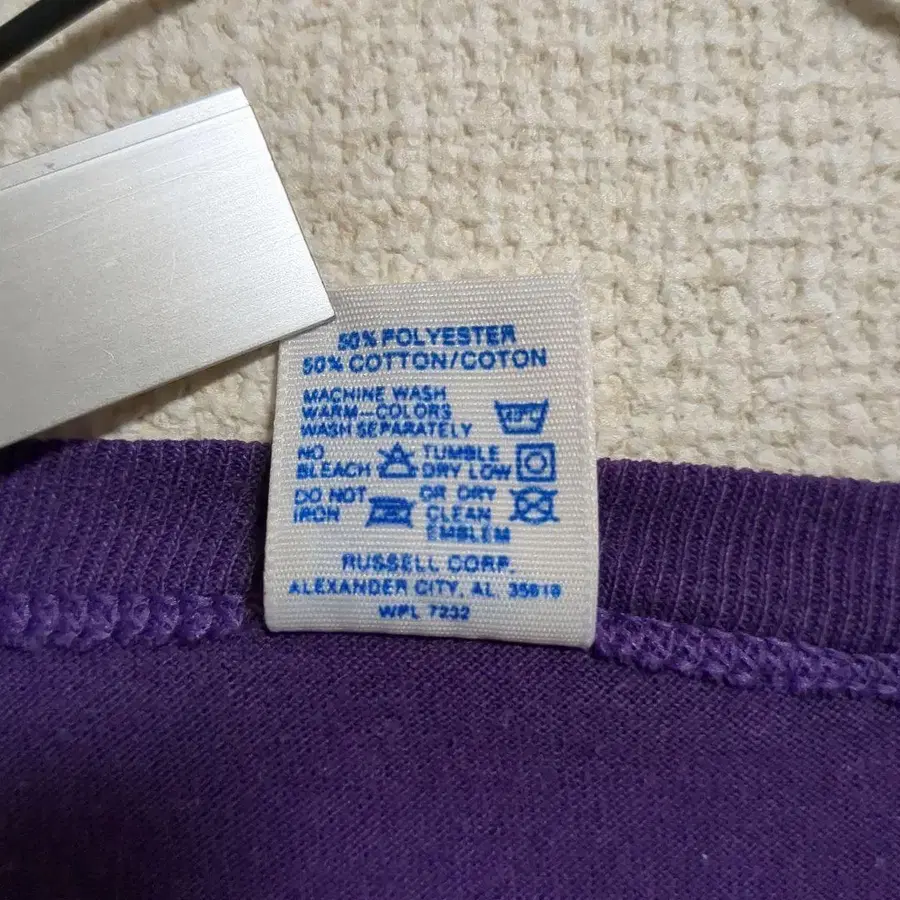 50% POLYESTER
50% COTTON/COTON
MACHINE WASH
WARM—COLORS
WASH SEPARATELY
NO BLEACH
TUMBLE DRY LOW
DO NOT IRON
OR DRY CLEAN EMBLEM
RUSSELL CORP.
ALEXANDER CITY, AL 35010
WPL 7232